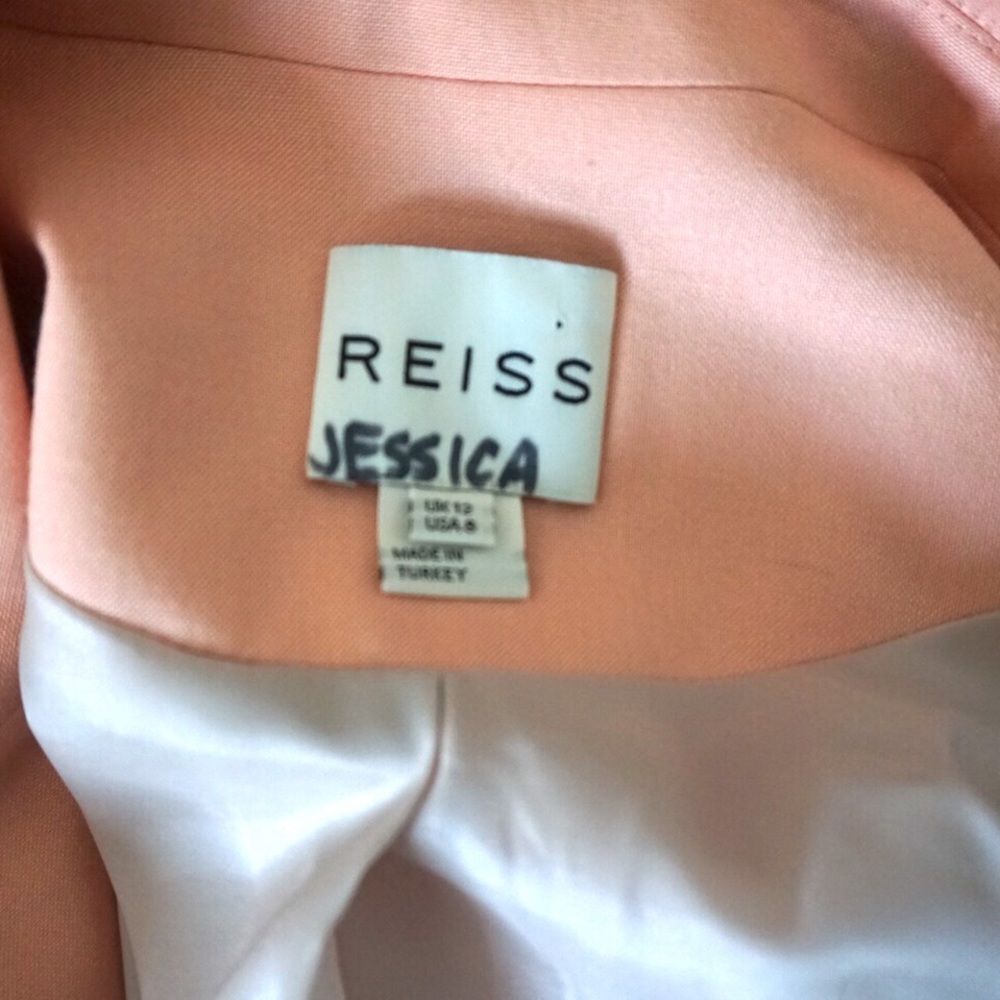 REISS
JESSICA
UK 12
USA 8
MADE IN
TURKEY